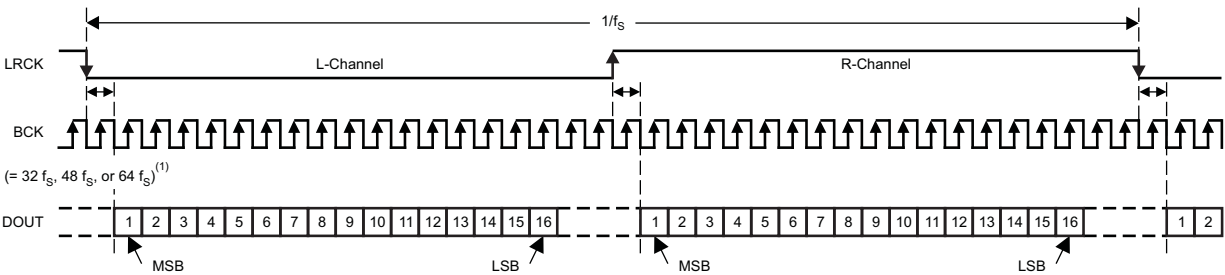 1/fS
LRCK
L-Channel
R-Channel
BCK
(= 32 fS, 48 fS, or 64 fS)(1)
DOUT
1 2 3 4 5 6 7 8 9 10 11 12 13 14 15 16
1 2 3 4 5 6 7 8 9 10 11 12 13 14 15 16
1 2
MSB
LSB
MSB
LSB